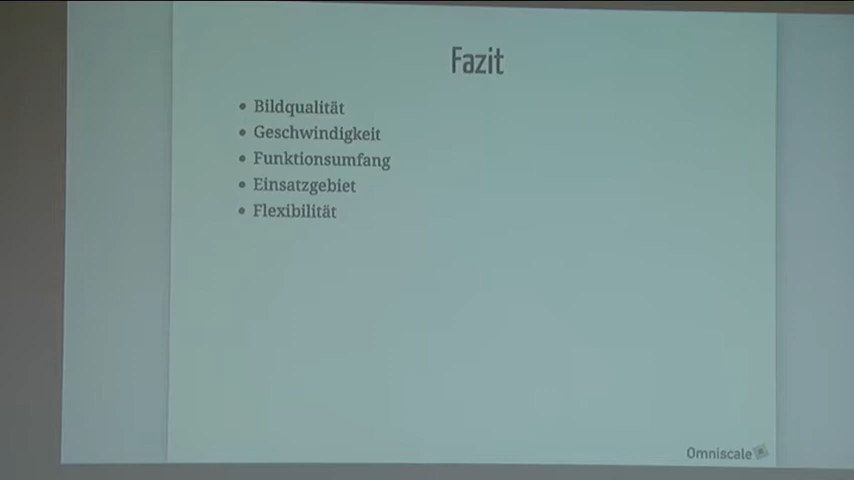 Fazit
• Bildqualität
• Geschwindigkeit
• Funktionsumfang
• Einsatzgebiet
• Flexibilität
Omniscale